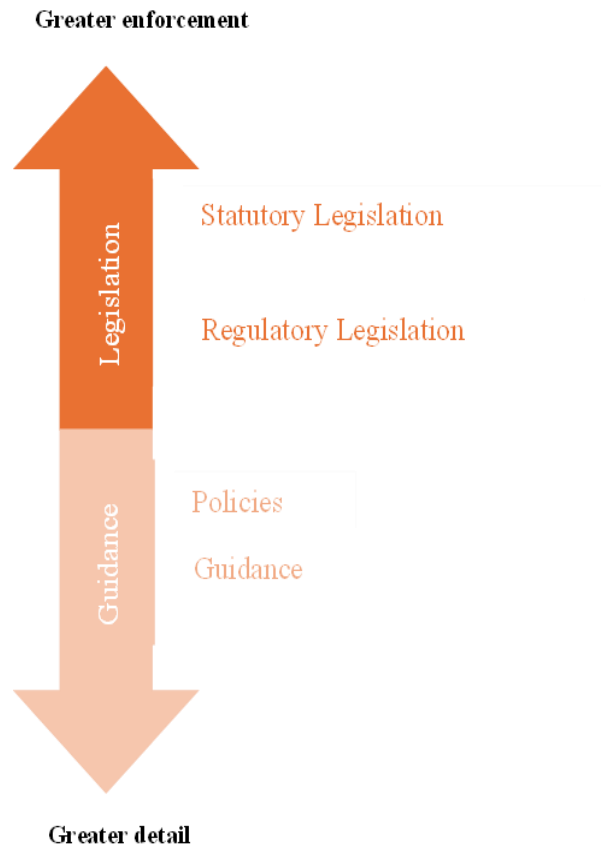 Greater enforcement
Legislation
Statutory Legislation
Regulatory Legislation
Guidance
Policies
Guidance
Greater detail